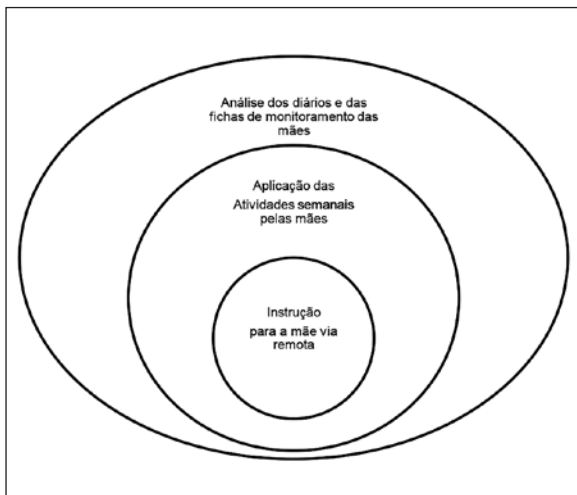 Análise dos diários e das
fichas de monitoramento das
mães
Aplicação das
Atividades semanais
pelas mães
Instrução
para a mãe via
remota